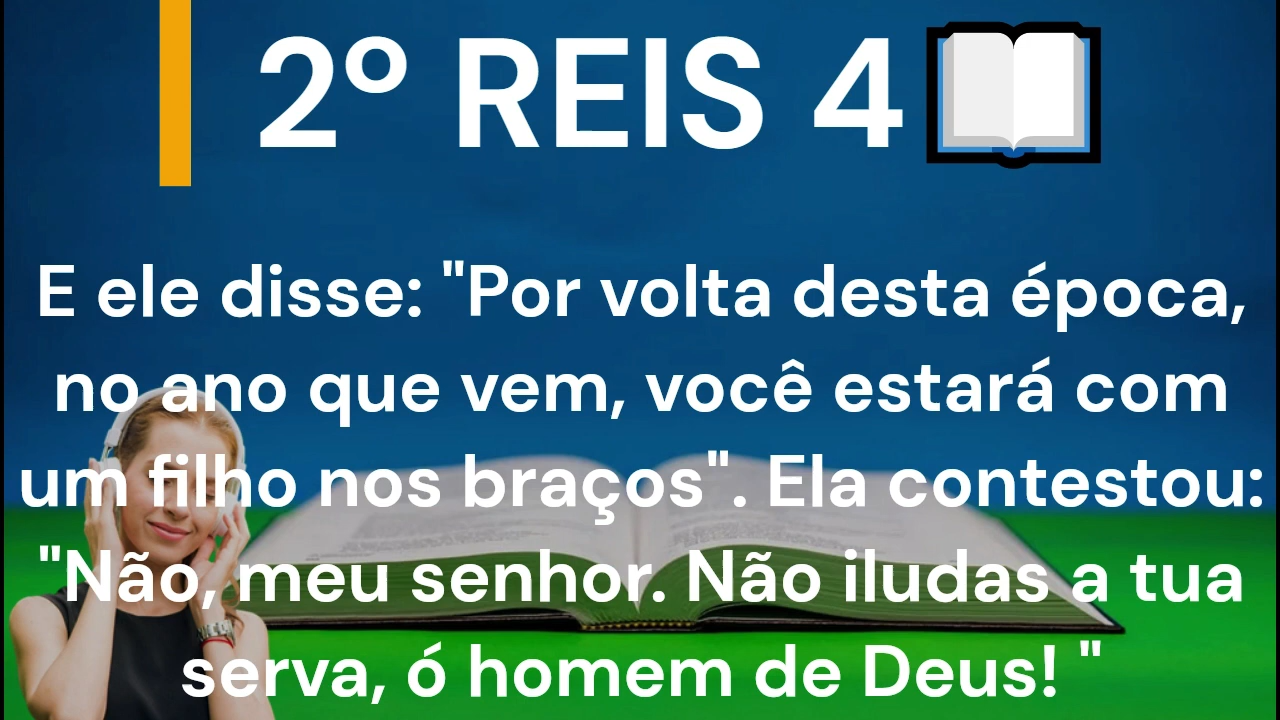 2º REIS 4
E ele disse: "Por volta desta época,
no ano que vem, você estará com
um filho nos braços". Ela contestou:
"Não, meu senhor. Não iludas a tua
serva, ó homem de Deus! "